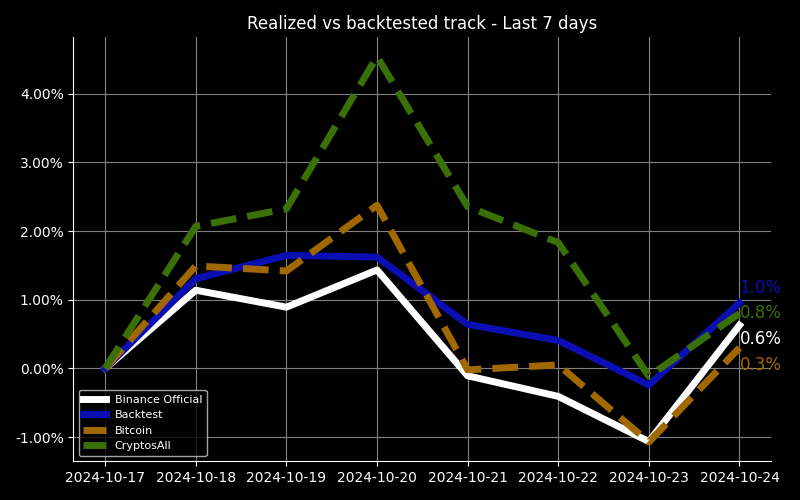 Realized vs backtested track - Last 7 days
4.00%
3.00%
2.00%
1.00%
0.00%
-1.00%
1.0%
0.8%
0.6%
0.3%
Binance Official
Backtest
Bitcoin
CryptosAll
2024-10-17 2024-10-18 2024-10-19 2024-10-20 2024-10-21 2024-10-22 2024-10-23 2024-10-24